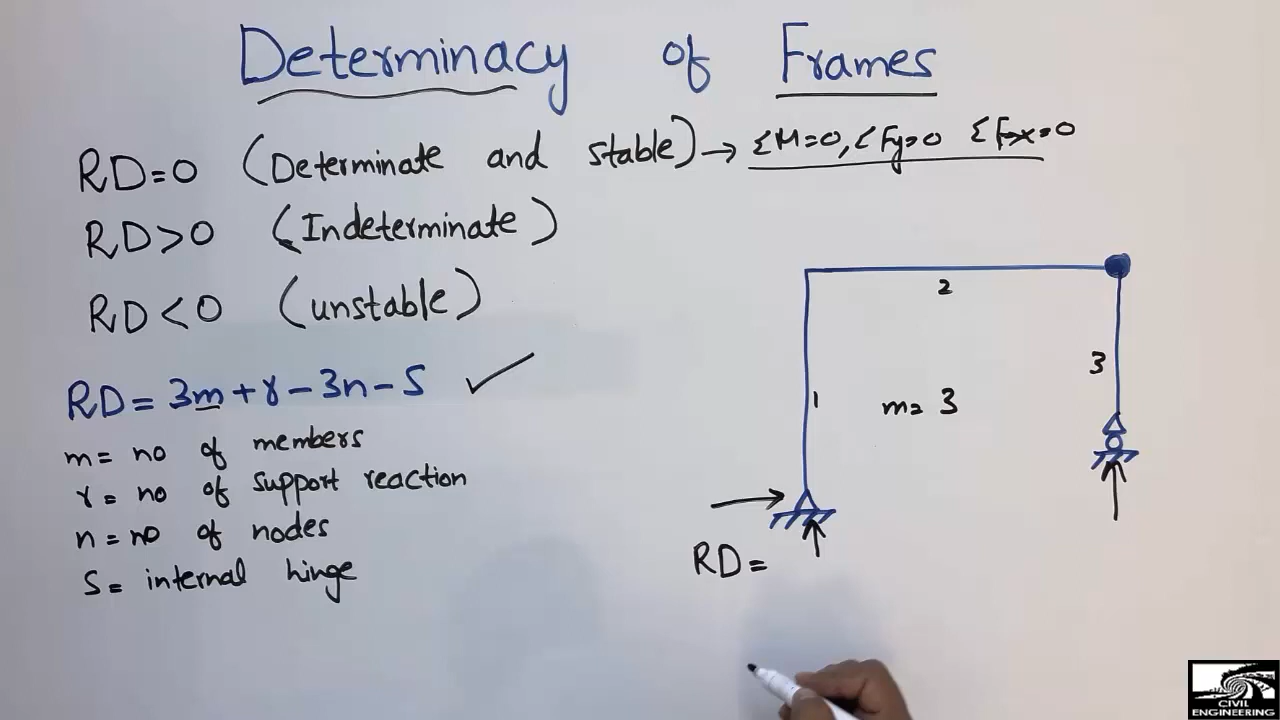 Determinacy of Frames
RD=0 (Determinate and stable) → ΣM=0, ΣFy=0 ΣFx=0
RD>0 (Indeterminate)
RD<0 (unstable)
RD= 3m+r-3n-S ✓
m= no of members
r= no of support reaction
n= no of nodes
S= internal hinge
2
3
1
m= 3
RD=
CIVIL
ENGINEERING